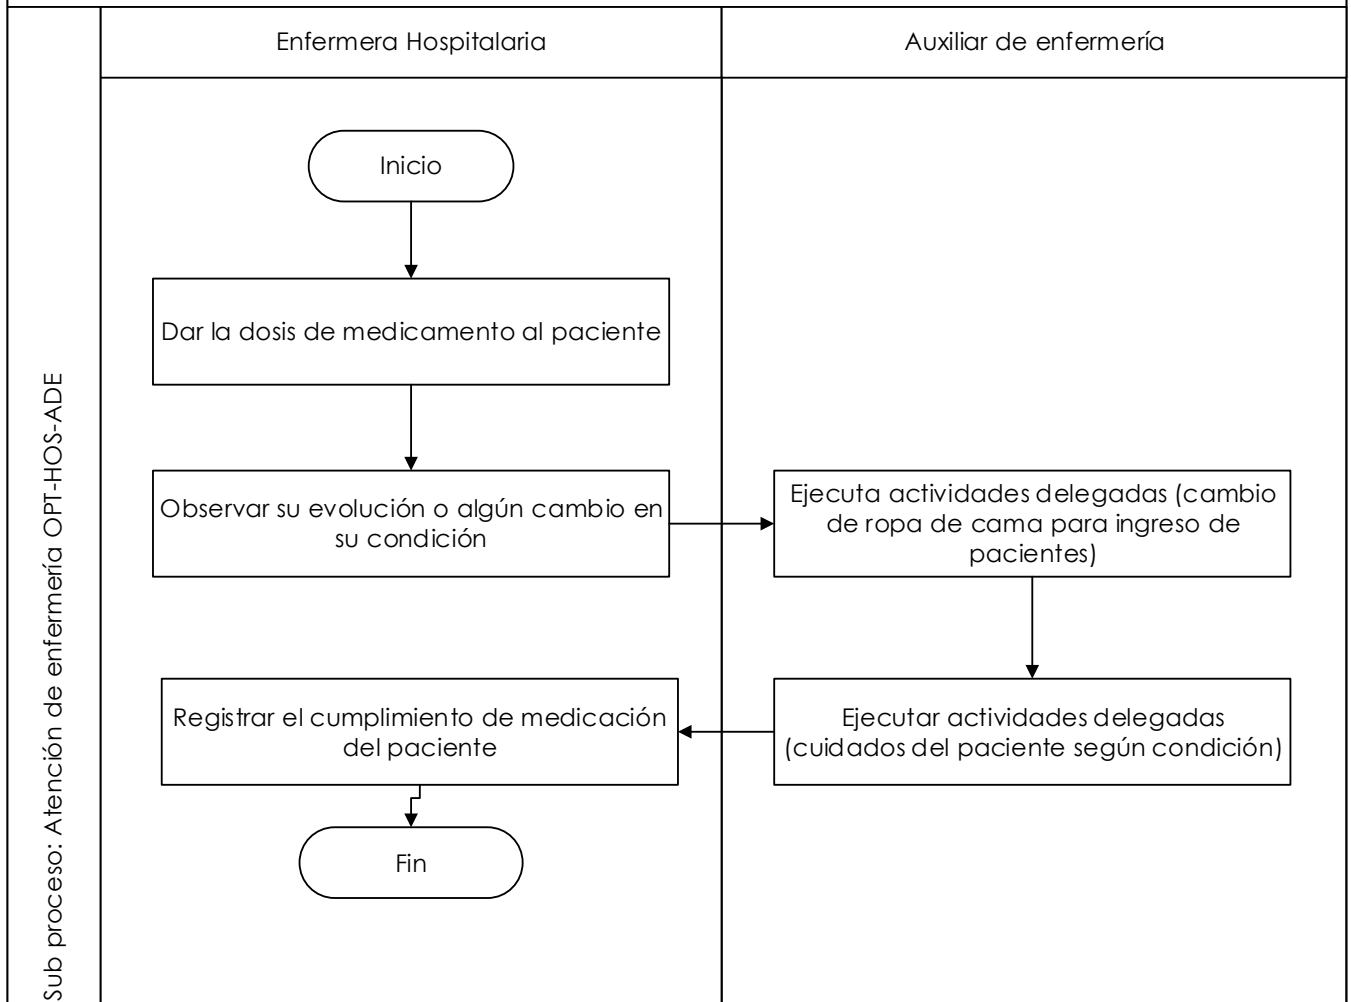 Enfermera Hospitalaria
Auxiliar de enfermería
Sub proceso: Atención de enfermería OPT-HOS-ADE
Inicio
Dar la dosis de medicamento al paciente
Observar su evolución o algún cambio en
su condición
Ejecuta actividades delegadas (cambio
de ropa de cama para ingreso de
pacientes)
Ejecutar actividades delegadas
(cuidados del paciente según condición)
Registrar el cumplimiento de medicación
del paciente
Fin